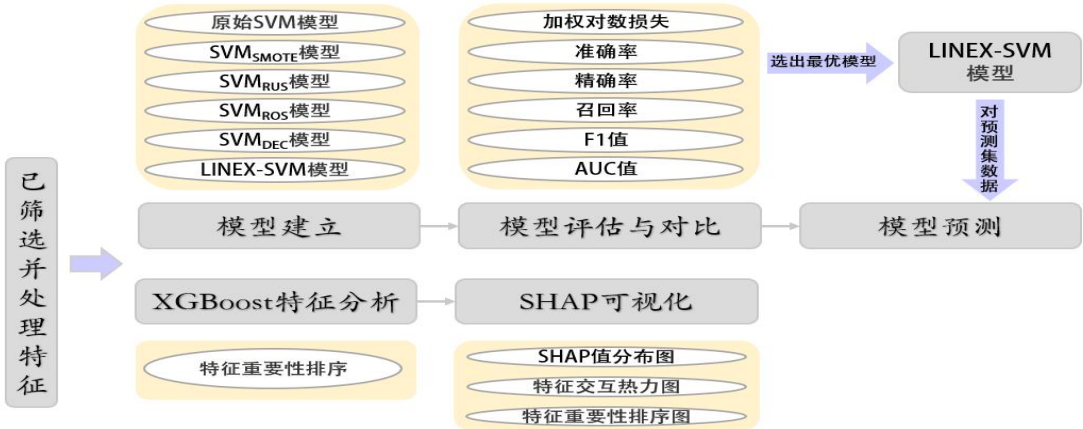 已筛选并处理特征
原始SVM模型
SVM_SMOTE模型
SVM_RUS模型
SVM_ROS模型
SVM_DEC模型
LINEX-SVM模型
模型建立
加权对数损失
准确率
精确率
召回率
F1值
AUC值
模型评估与对比
选出最优模型
LINEX-SVM
模型
对预测集数据
模型预测
XGBoost特征分析
特征重要性排序
SHAP可视化
SHAP值分布图
特征交互热力图
特征重要性排序图